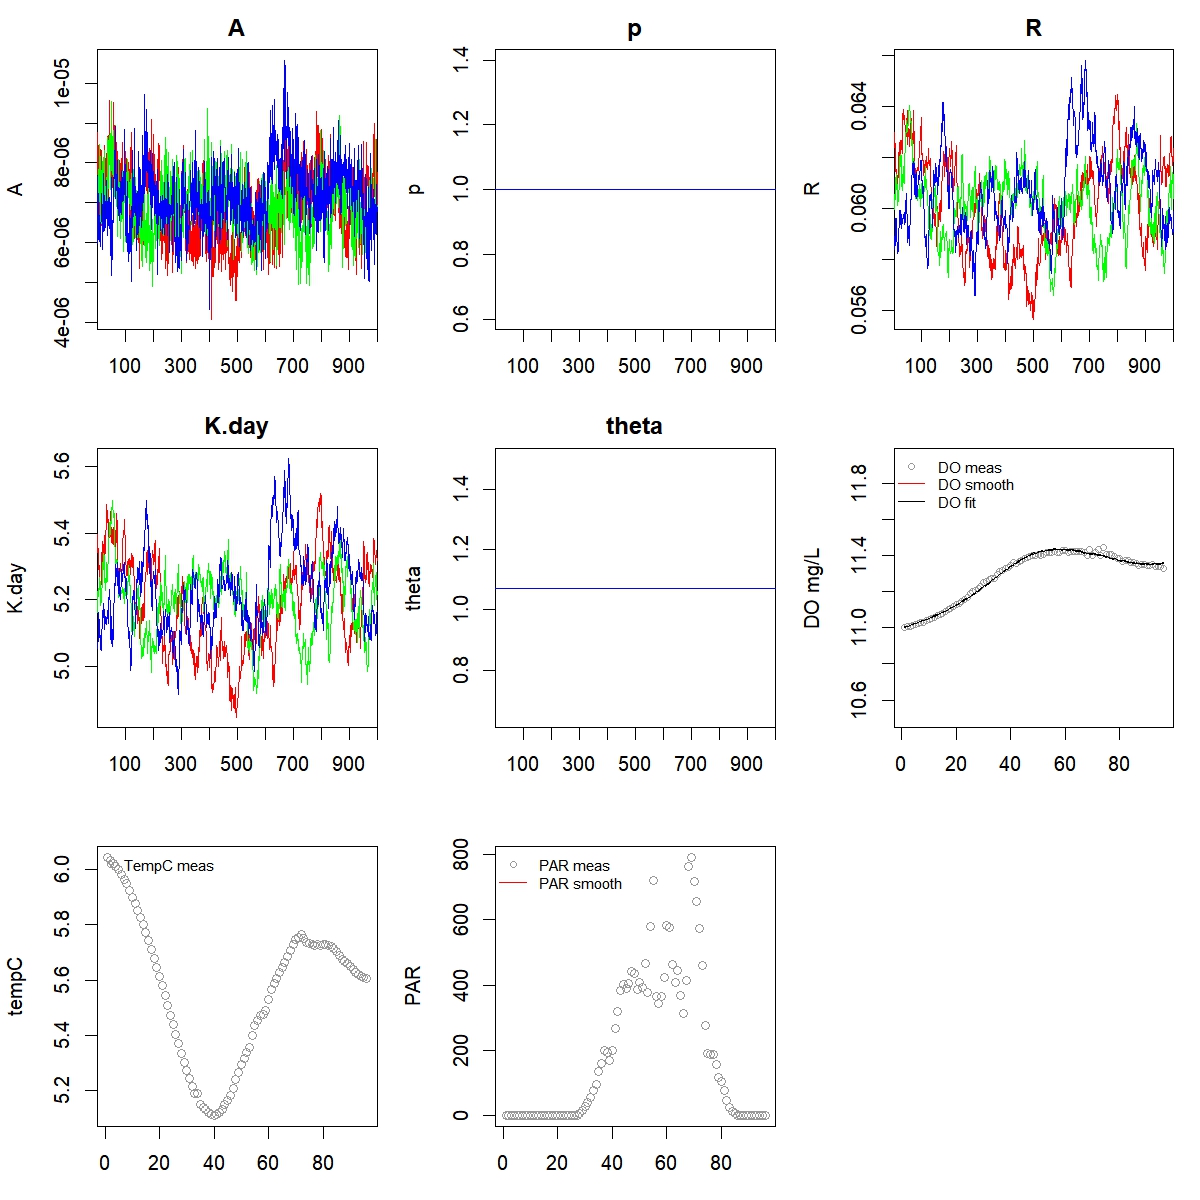 A
A
4e-06 6e-06 8e-06 1e-05
100 300 500 700 900
p
p
0.6 0.8 1.0 1.2 1.4
100 300 500 700 900
R
R
0.056 0.060 0.064
100 300 500 700 900
K.day
K.day
5.0 5.2 5.4 5.6
100 300 500 700 900
theta
theta
0.8 1.0 1.2 1.4
100 300 500 700 900
DO mg/L
10.6 11.0 11.4 11.8
DO meas
DO smooth
DO fit
0 20 40 60 80
tempC
5.2 5.4 5.6 5.8 6.0
TempC meas
0 20 40 60 80
PAR
0 200 400 600 800
PAR meas
PAR smooth
0 20 40 60 80